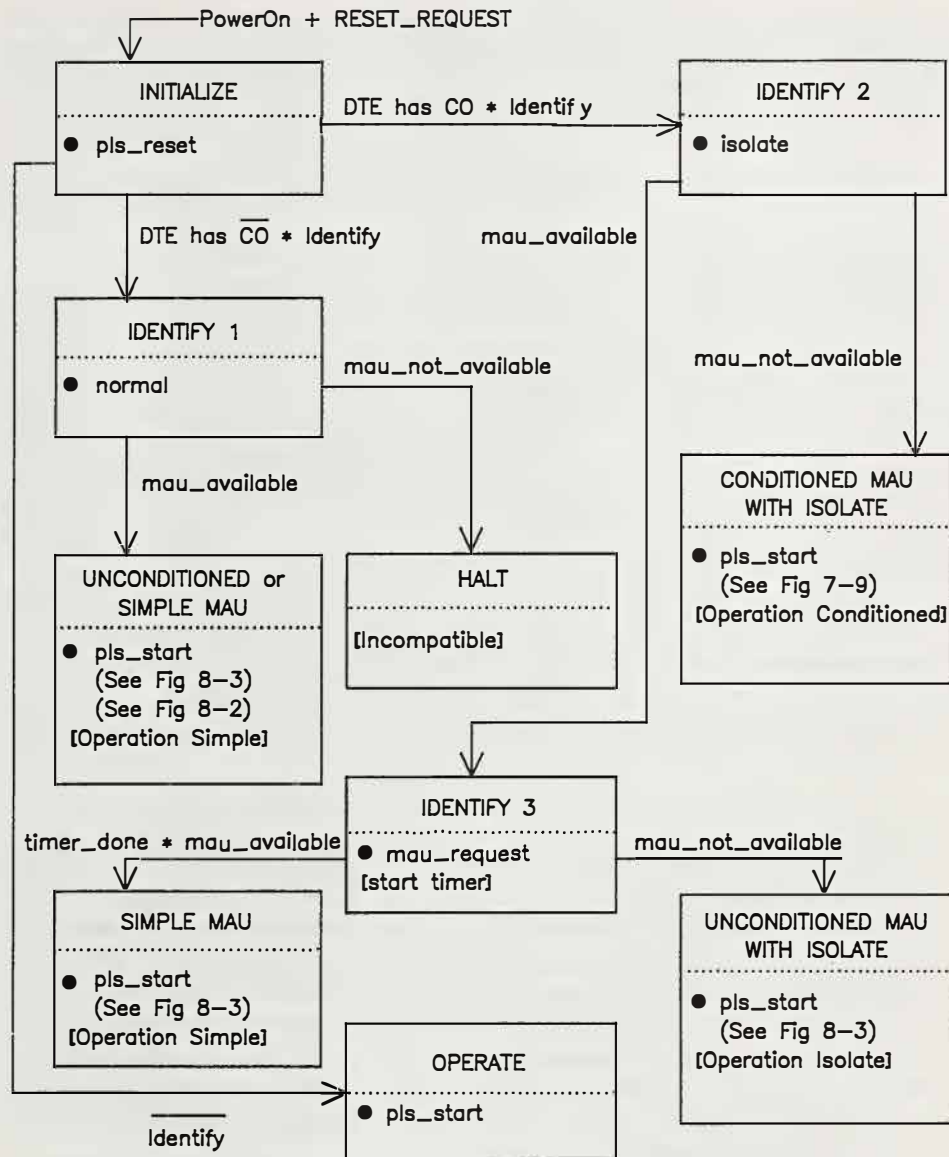 PowerOn + RESET_REQUEST
INITIALIZE
● pls_reset
DTE has CO * Identify
IDENTIFY 2
● isolate
DTE has C̅O̅ * Identify
mau_available
mau_not_available
IDENTIFY 1
● normal
mau_not_available
mau_available
CONDITIONED MAU
WITH ISOLATE
● pls_start
(See Fig 7-9)
[Operation Conditioned]
UNCONDITIONED or
SIMPLE MAU
● pls_start
(See Fig 8-3)
(See Fig 8-2)
[Operation Simple]
HALT
[Incompatible]
IDENTIFY 3
● mau_request
[start timer]
timer_done * mau_available
mau_not_available
SIMPLE MAU
● pls_start
(See Fig 8-3)
[Operation Simple]
UNCONDITIONED MAU
WITH ISOLATE
● pls_start
(See Fig 8-3)
[Operation Isolate]
OPERATE
● pls_start
I̅d̅e̅n̅t̅i̅f̅y̅